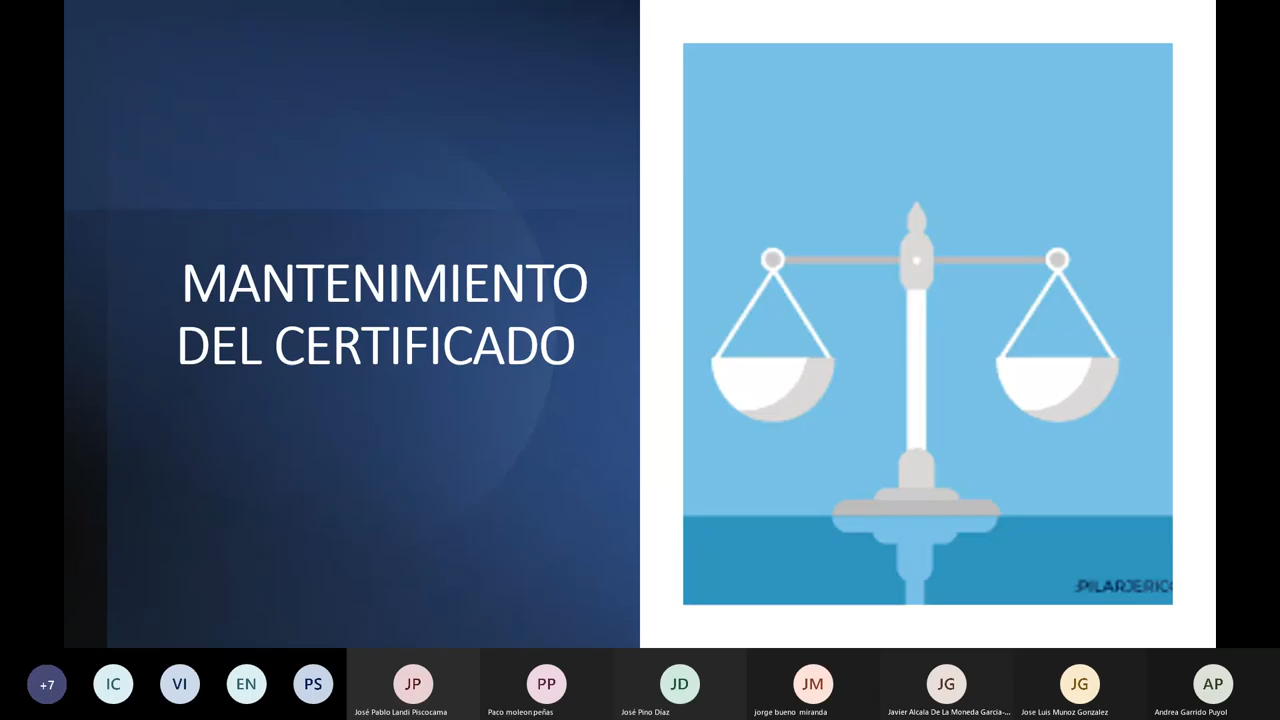 MANTENIMIENTO
DEL CERTIFICADO
PILARJERICO
+7
IC
VI
EN
PS
JP
José Pablo Landi Piscocama
PP
Paco moleon peñas
JD
José Pino Díaz
JM
jorge bueno miranda
JG
Javier Alcala De La Moneda Garcia-...
JG
Jose Luis Munoz Gonzalez
AP
Andrea Garrido Puyol